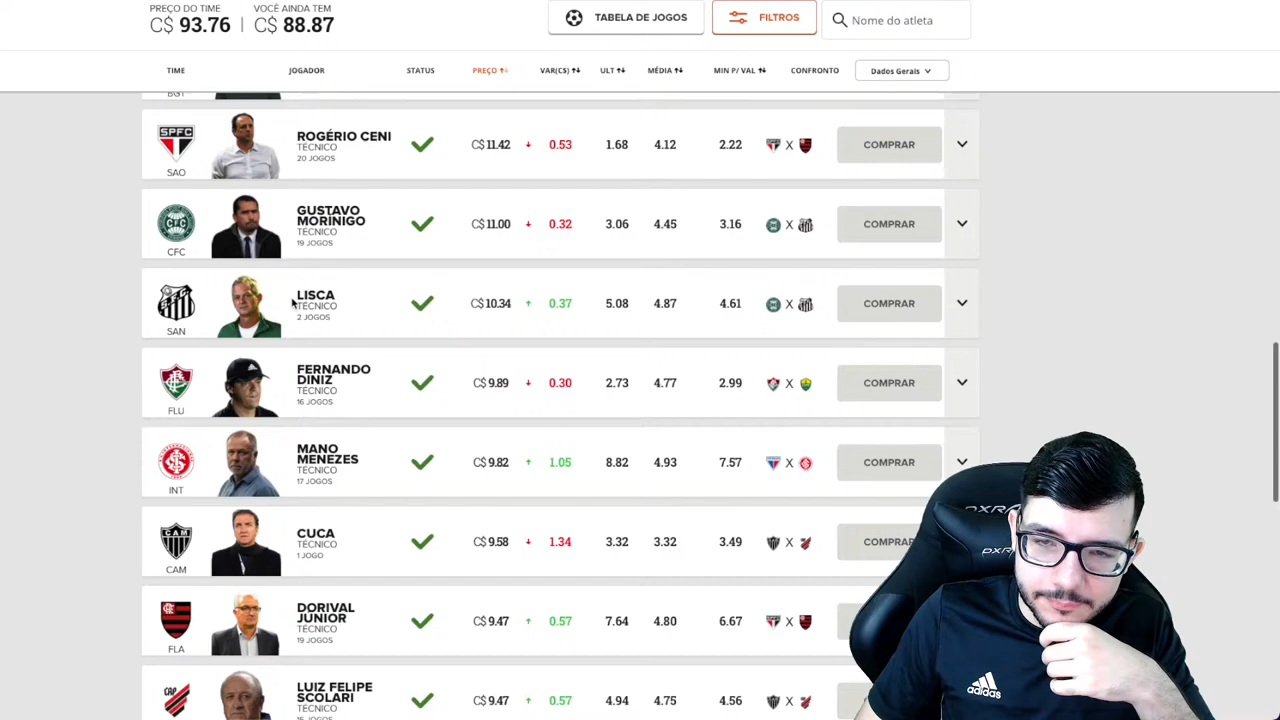 PREÇO DO TIME
C$ 93.76
VOCÊ AINDA TEM
C$ 88.87
TABELA DE JOGOS
FILTROS
Nome do atleta
TIME JOGADOR STATUS PREÇO VAR(C$) ULT MÉDIA MIN P/ VAL CONFRONTO Dados Gerais
BGT
SPFC
SAO
ROGÉRIO CENI
TÉCNICO
20 JOGOS
C$ 11.42 0.53 1.68 4.12 2.22 X COMPRAR
CFC
GUSTAVO
MORINIGO
TÉCNICO
19 JOGOS
C$ 11.00 0.32 3.06 4.45 3.16 X COMPRAR
SAN
LISCA
TÉCNICO
2 JOGOS
C$ 10.34 0.37 5.08 4.87 4.61 X COMPRAR
FLU
FERNANDO
DINIZ
TÉCNICO
16 JOGOS
C$ 9.89 0.30 2.73 4.77 2.99 X COMPRAR
INT
MANO
MENEZES
TÉCNICO
17 JOGOS
C$ 9.82 1.05 8.82 4.93 7.57 X COMPRAR
CAM
CAM
CUCA
TÉCNICO
1 JOGO
C$ 9.58 1.34 3.32 3.32 3.49 X
FLA
DORIVAL
JUNIOR
TÉCNICO
19 JOGOS
C$ 9.47 0.57 7.64 4.80 6.67 X
CAP
LUIZ FELIPE
SCOLARI
TÉCNICO
C$ 9.47 0.57 4.94 4.75 4.56 X
adidas